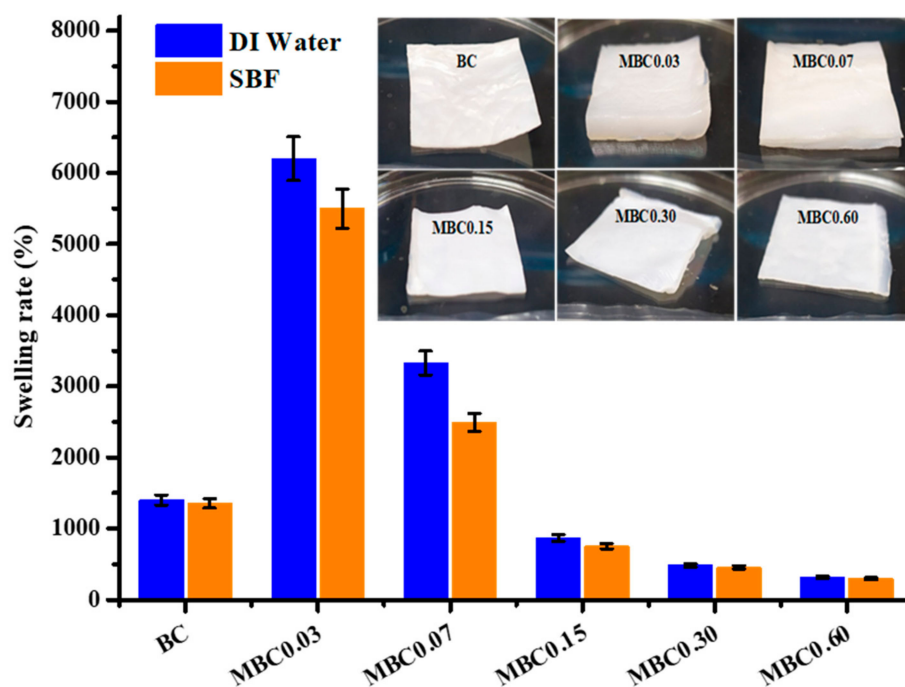 DI Water
SBF
BC
MBC0.03
MBC0.07
MBC0.15
MBC0.30
MBC0.60
Swelling rate (%)
8000
7000
6000
5000
4000
3000
2000
1000
0
BC
MBC0.03
MBC0.07
MBC0.15
MBC0.30
MBC0.60